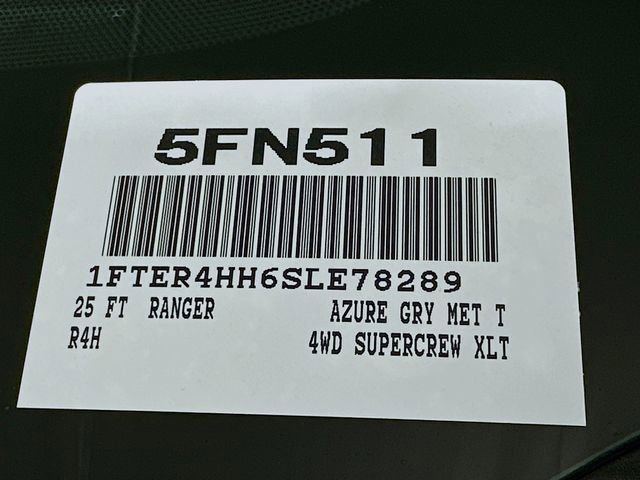 5FN511
1FTER4HH6SLE78289
25 FT RANGER AZURE GRY MET T
R4H 4WD SUPERCREW XLT